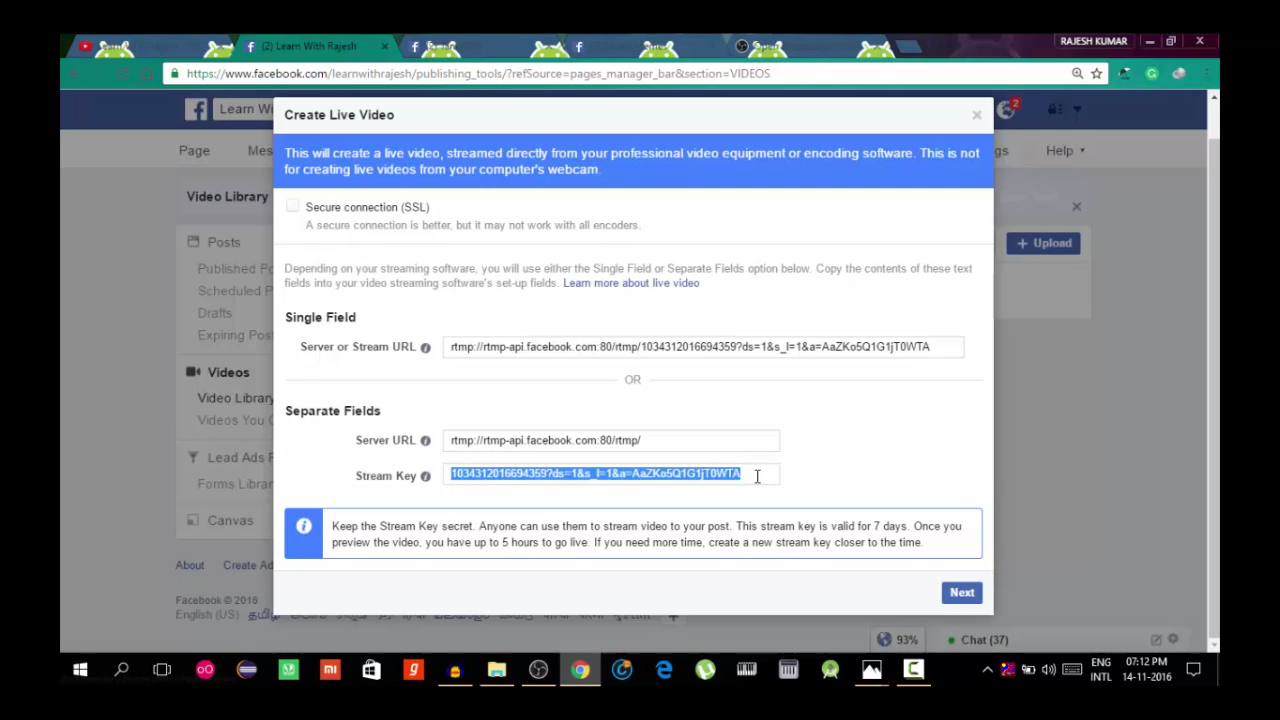 (2) Learn With Rajesh
RAJESH KUMAR
https://www.facebook.com/learnwithrajesh/publishing_tools/?refSource=pages_manager_bar&section=VIDEOS
Learn Wi
2
Create Live Video
Page
Mes
Help
This will create a live video, streamed directly from your professional video equipment or encoding software. This is not
for creating live videos from your computer's webcam.
Video Library
Secure connection (SSL)
A secure connection is better, but it may not work with all encoders.
Posts
+ Upload
Published Po
Scheduled P
Drafts
Expiring Pos
Depending on your streaming software, you will use either the Single Field or Separate Fields option below. Copy the contents of these text
fields into your video streaming software's set-up fields. Learn more about live video
Single Field
Server or Stream URL
rtmp://rtmp-api.facebook.com:80/rtmp/1034312016694359?ds=1&s_l=1&a=AaZKo5Q1G1jT0WTA
Videos
Video Library
Videos You C
OR
Separate Fields
Server URL
rtmp://rtmp-api.facebook.com:80/rtmp/
Lead Ads F
Forms Librar
Stream Key
1034312016694359?ds=1&s_l=1&a=AaZKo5Q1G1jT0WTA
Canvas
Keep the Stream Key secret. Anyone can use them to stream video to your post. This stream key is valid for 7 days. Once you
preview the video, you have up to 5 hours to go live. If you need more time, create a new stream key closer to the time.
About
Create Ad
Next
Facebook © 2016
English (US)
93%
Chat (37)
ENG
INTL
07:12 PM
14-11-2016